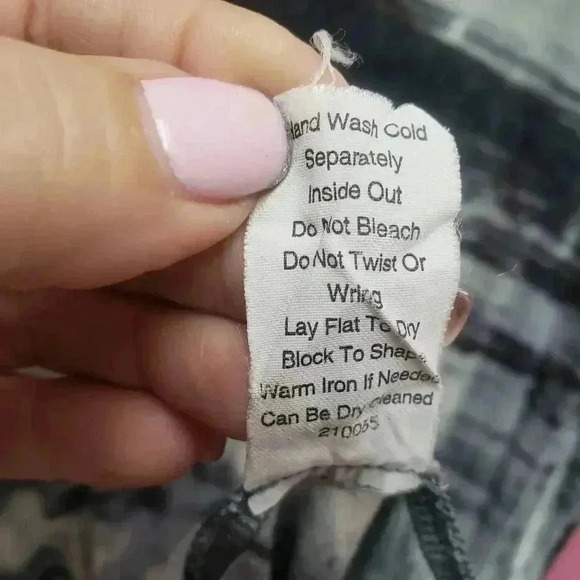 Hand Wash Cold
Separately
Inside Out
Do Not Bleach
Do Not Twist Or
Wring
Lay Flat To Dry
Block To Shape
Warm Iron If Needed
Can Be Dry Cleaned
210055